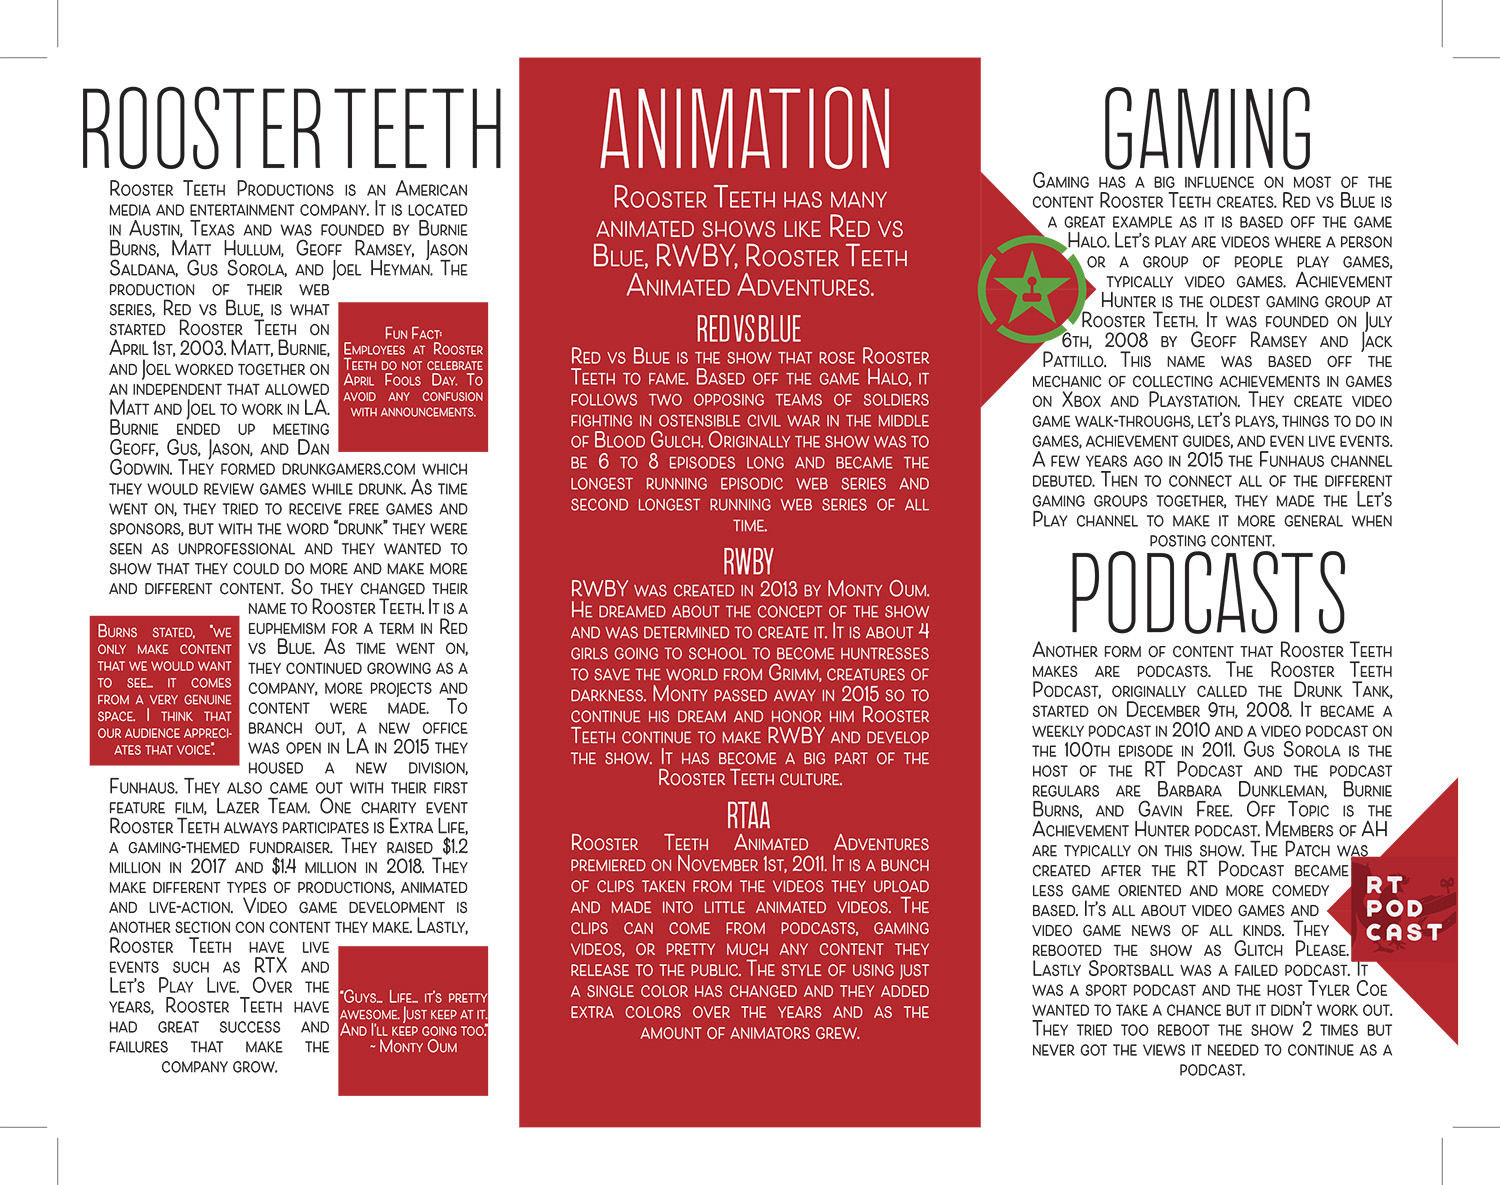 ROOSTER TEETH
Rooster Teeth Productions is an American
media and entertainment company. It is located
in Austin, Texas and was founded by Burnie
Burns, Matt Hullum, Geoff Ramsey, Jason
Saldana, Gus Sorola, and Joel Heyman. The
production of their web
series, Red vs Blue, is what
started Rooster Teeth on
April 1st, 2003. Matt, Burnie,
and Joel worked together on
an independent that allowed
Matt and Joel to work in LA.
Burnie ended up meeting
Geoff, Gus, Jason, and Dan
Godwin. They formed drunkgamers.com which
they would review games while drunk. As time
went on, they tried to receive free games and
sponsors, but with the word “drunk” they were
seen as unprofessional and they wanted to
show that they could do more and make more
and different content. So they changed their
name to Rooster Teeth. It is a
euphemism for a term in Red
vs Blue. As time went on,
they continued growing as a
company, more projects and
content were made. To
branch out, a new office
was open in LA in 2015 they
housed a new division,
Funhaus. They also came out with their first
feature film, Lazer Team. One charity event
Rooster Teeth always participates is Extra Life,
a gaming-themed fundraiser. They raised $1.2
million in 2017 and $1.4 million in 2018. They
make different types of productions, animated
and live-action. Video game development is
another section con content they make. Lastly,
Rooster Teeth have live
events such as RTX and
Let's Play Live. Over the
years, Rooster Teeth have
had great success and
failures that make the
company grow.
Fun Fact:
Employees at Rooster
Teeth do not celebrate
April Fools Day. To
avoid any confusion
with announcements.
Burns stated, “we
only make content
that we would want
to see... it comes
from a very genuine
space. I think that
our audience appreci-
ates that voice”.
“Guys... Life... it's pretty
awesome. Just keep at it.
And I'll keep going too.”
~ Monty Oum
ANIMATION
Rooster Teeth has many
animated shows like Red vs
Blue, RWBY, Rooster Teeth
Animated Adventures.
RED VS BLUE
Red vs Blue is the show that rose Rooster
Teeth to fame. Based off the game Halo, it
follows two opposing teams of soldiers
fighting in ostensible civil war in the middle
of Blood Gulch. Originally the show was to
be 6 to 8 episodes long and became the
longest running episodic web series and
second longest running web series of all
time.
RWBY
RWBY was created in 2013 by Monty Oum.
He dreamed about the concept of the show
and was determined to create it. It is about 4
girls going to school to become huntresses
to save the world from Grimm, creatures of
darkness. Monty passed away in 2015 so to
continue his dream and honor him Rooster
Teeth continue to make RWBY and develop
the show. It has become a big part of the
Rooster Teeth culture.
RTAA
Rooster Teeth Animated Adventures
premiered on November 1st, 2011. It is a bunch
of clips taken from the videos they upload
and made into little animated videos. The
clips can come from podcasts, gaming
videos, or pretty much any content they
release to the public. The style of using just
a single color has changed and they added
extra colors over the years and as the
amount of animators grew.
GAMING
Gaming has a big influence on most of the
content Rooster Teeth creates. Red vs Blue is
a great example as it is based off the game
Halo. Let's play are videos where a person
or a group of people play games,
typically video games. Achievement
Hunter is the oldest gaming group at
Rooster Teeth. It was founded on July
6th, 2008 by Geoff Ramsey and Jack
Pattillo. This name was based off the
mechanic of collecting achievements in games
on Xbox and Playstation. They create video
game walk-throughs, let's plays, things to do in
games, achievement guides, and even live events.
A few years ago in 2015 the Funhaus channel
debuted. Then to connect all of the different
gaming groups together, they made the Let's
Play channel to make it more general when
posting content.
PODCASTS
Another form of content that Rooster Teeth
makes are podcasts. The Rooster Teeth
Podcast, originally called the Drunk Tank,
started on December 9th, 2008. It became a
weekly podcast in 2010 and a video podcast on
the 100th episode in 2011. Gus Sorola is the
host of the RT Podcast and the podcast
regulars are Barbara Dunkleman, Burnie
Burns, and Gavin Free. Off Topic is the
Achievement Hunter podcast. Members of AH
are typically on this show. The Patch was
created after the RT Podcast became
less game oriented and more comedy
based. It's all about video games and
video game news of all kinds. They
rebooted the show as Glitch Please.
Lastly Sportsball was a failed podcast. It
was a sport podcast and the host Tyler Coe
wanted to take a chance but it didn't work out.
They tried too reboot the show 2 times but
never got the views it needed to continue as a
podcast.
RT
POD
CAST